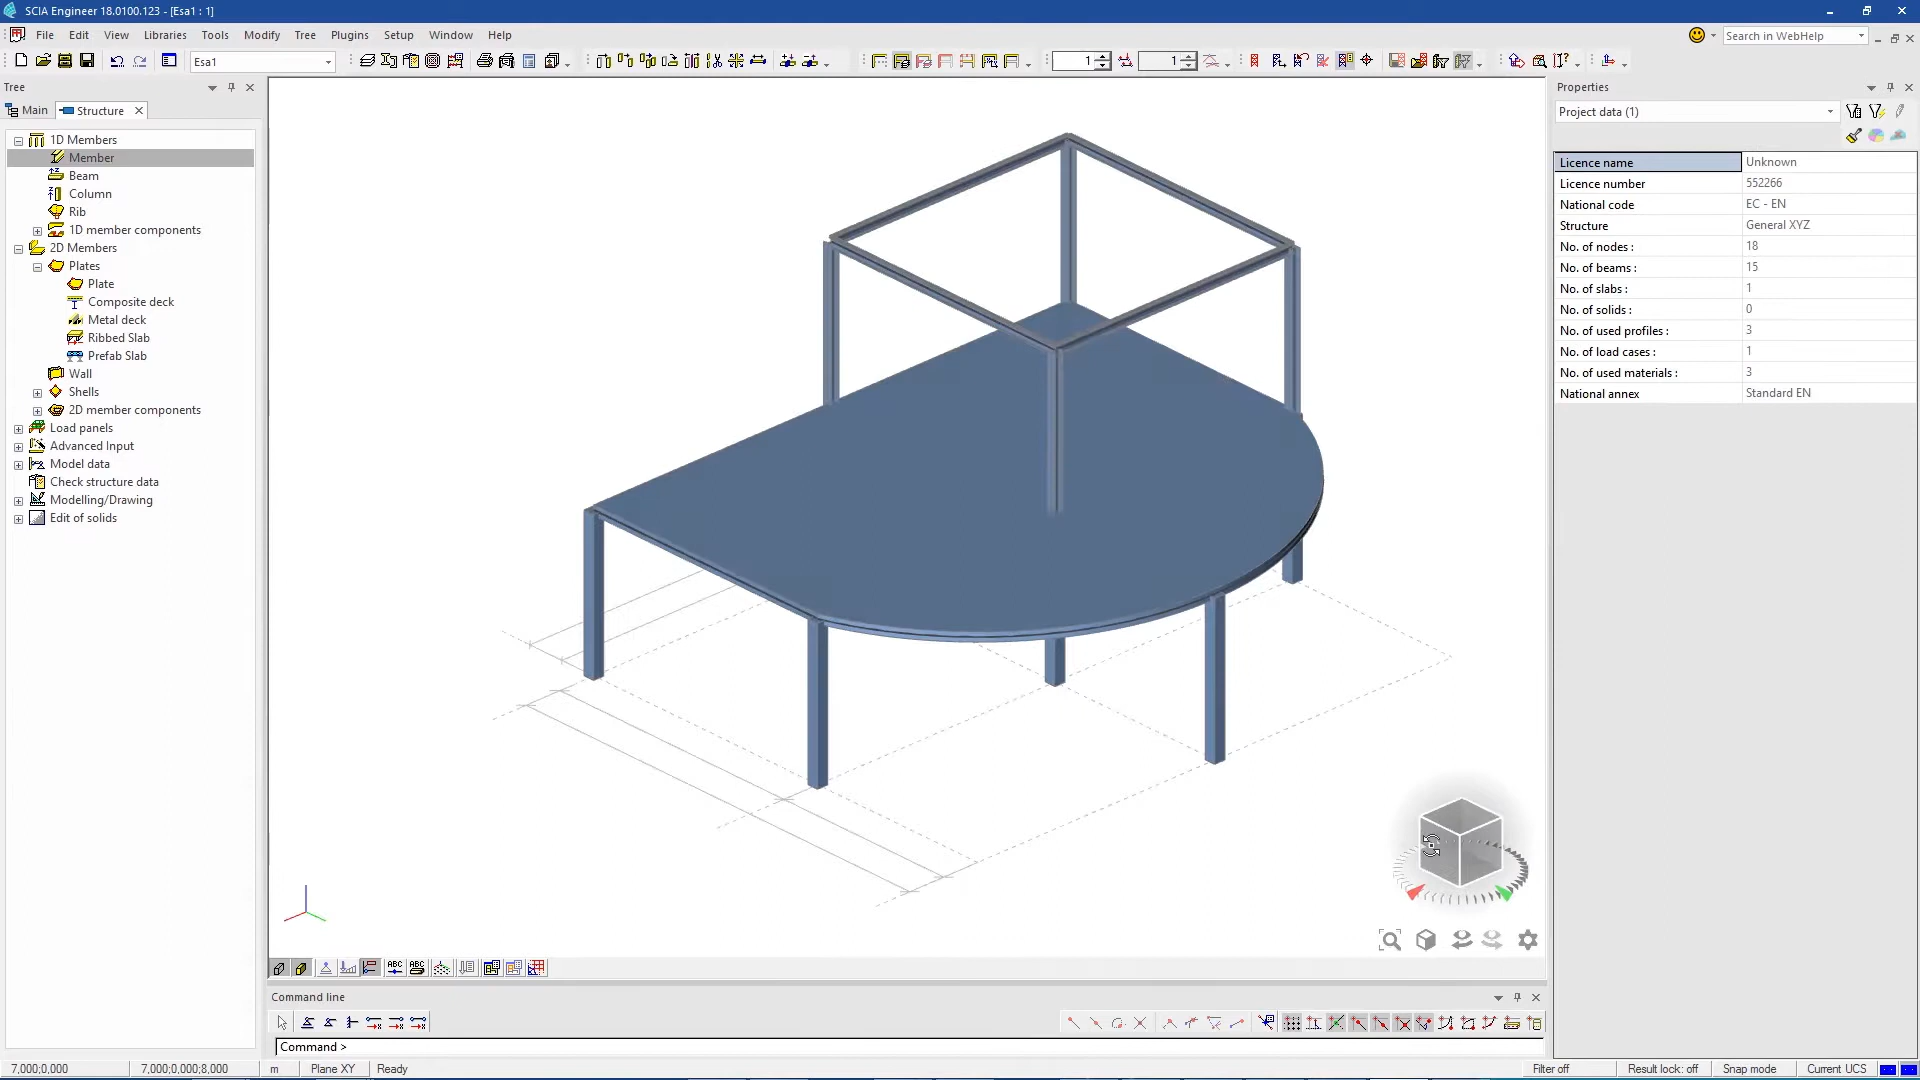 SCIA Engineer 18.0100.123 - [Esa1 : 1]
File Edit View Libraries Tools Modify Tree Plugins Setup Window Help
Search in WebHelp
Esa1
1
1
Tree
Main
Structure
1D Members
Member
Beam
Column
Rib
1D member components
2D Members
Plates
Plate
Composite deck
Metal deck
Ribbed Slab
Prefab Slab
Wall
Shells
2D member components
Load panels
Advanced Input
Model data
Check structure data
Modelling/Drawing
Edit of solids
Properties
Project data (1)
Licence name Unknown
Licence number 552266
National code EC - EN
Structure General XYZ
No. of nodes : 18
No. of beams : 15
No. of slabs : 1
No. of solids : 0
No. of used profiles : 3
No. of load cases : 1
No. of used materials : 3
National annex Standard EN
ABC ABC
Command line
Command >
7,000;0,000 7,000;0,000;8,000 m Plane XY Ready Filter off Result lock: off Snap mode Current UCS